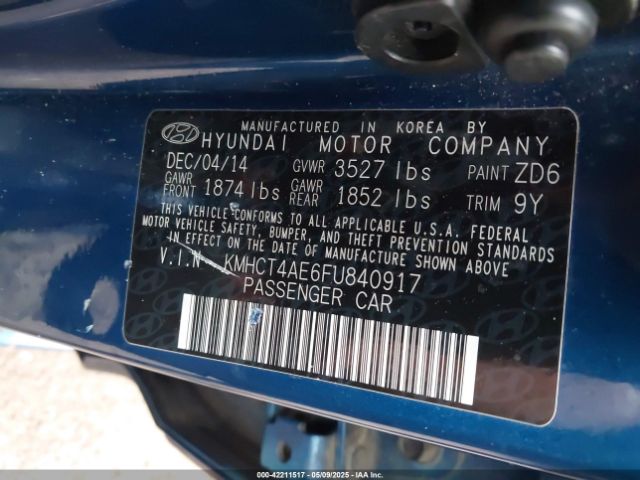 MANUFACTURED IN KOREA BY
HYUNDAI MOTOR COMPANY
DEC/04/14 GVWR 3527 lbs PAINT ZD6
GAWR FRONT 1874 lbs GAWR REAR 1852 lbs TRIM 9Y
THIS VEHICLE CONFORMS TO ALL APPLICABLE U.S.A. FEDERAL
MOTOR VEHICLE SAFETY, BUMPER, AND THEFT PREVENTION STANDARDS
IN EFFECT ON THE DATE OF MANUFACTURE SHOWN ABOVE
V.I.N KMHCT4AE6FU840917
PASSENGER CAR
000-42211517 - 05/09/2025 - IAAI.COM